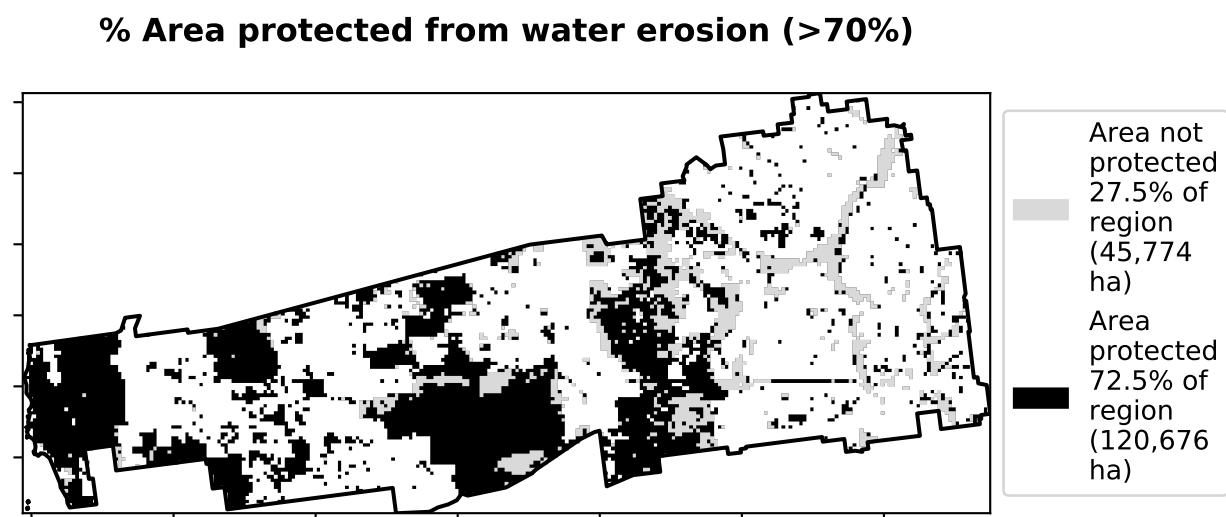 % Area protected from water erosion (>70%)
Area not
protected
27.5% of
region
(45,774
ha)
Area
protected
72.5% of
region
(120,676
ha)